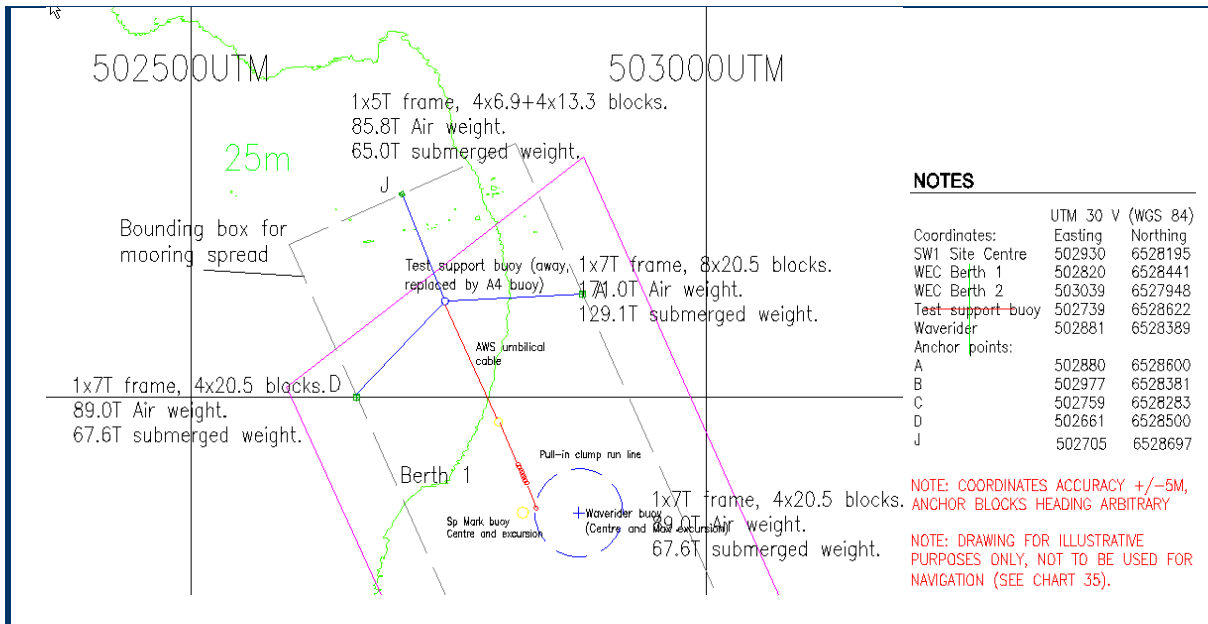 502500UTM
503000UTM
1x5T frame, 4x6.9+4x13.3 blocks.
85.8T Air weight.
65.0T submerged weight.
25m
J
Bounding box for
mooring spread
Test support buoy (away,
replaced by A4 buoy)
1x7T frame, 8x20.5 blocks.
A
171.0T Air weight.
129.1T submerged weight.
AWS umbilical
cable
1x7T frame, 4x20.5 blocks.
D
89.0T Air weight.
67.6T submerged weight.
Berth 1
Pull-in clump run line
Sp Mark buoy
Centre and excursion
Waverider buoy
(Centre and Max excursion)
1x7T frame, 4x20.5 blocks.
89.0T Air weight.
67.6T submerged weight.
NOTES
UTM 30 V (WGS 84)
Coordinates: Easting Northing
SW1 Site Centre 502930 6528195
WEC Berth 1 502820 6528441
WEC Berth 2 503039 6527948
Test support buoy 502739 6528622
Waverider 502881 6528389
Anchor points:
A 502880 6528600
B 502977 6528381
C 502759 6528283
D 502661 6528500
J 502705 6528697
NOTE: COORDINATES ACCURACY +/-5M,
ANCHOR BLOCKS HEADING ARBITRARY
NOTE: DRAWING FOR ILLUSTRATIVE
PURPOSES ONLY, NOT TO BE USED FOR
NAVIGATION (SEE CHART 35).